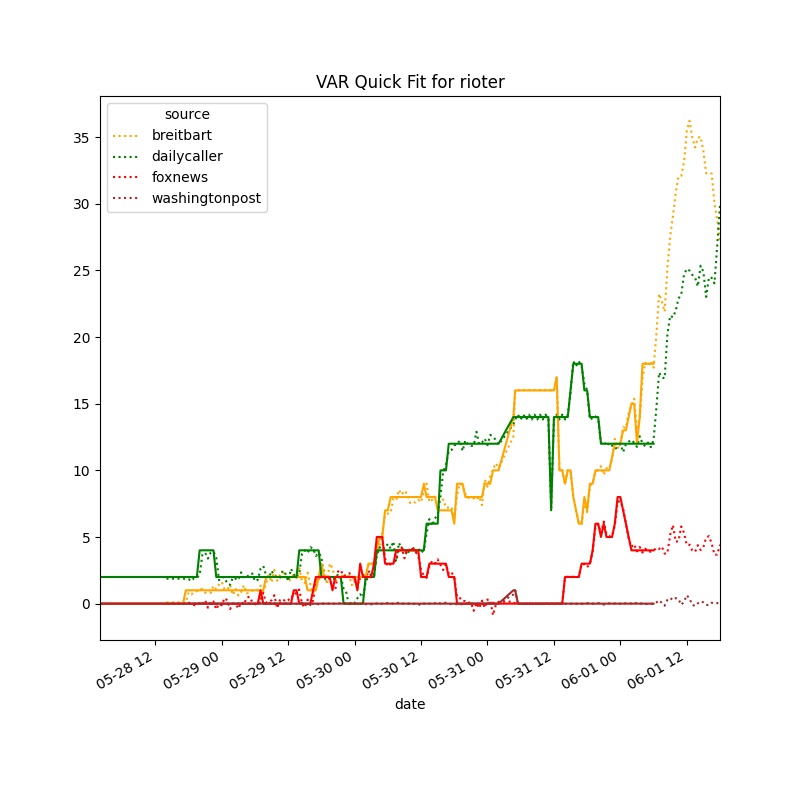 VAR Quick Fit for rioter
source
breitbart
dailycaller
foxnews
washingtonpost
35
30
25
20
15
10
5
0
05-28 12
05-29 00
05-29 12
05-30 00
05-30 12
05-31 00
05-31 12
06-01 00
06-01 12
date